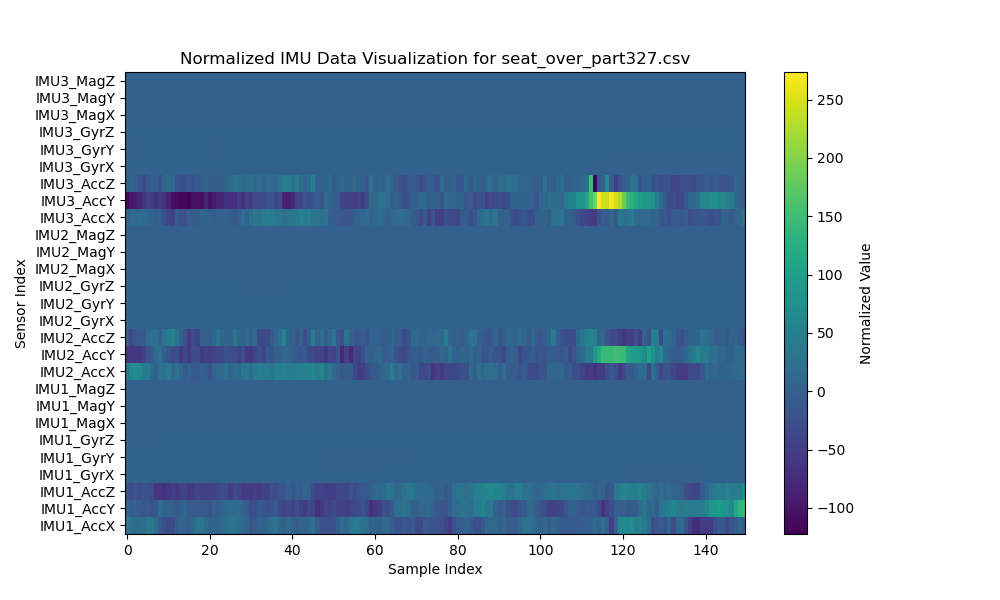 Normalized IMU Data Visualization for seat_over_part327.csv
IMU3_MagZ
IMU3_MagY
IMU3_MagX
IMU3_GyrZ
IMU3_GyrY
IMU3_GyrX
IMU3_AccZ
IMU3_AccY
IMU3_AccX
IMU2_MagZ
IMU2_MagY
IMU2_MagX
IMU2_GyrZ
IMU2_GyrY
IMU2_GyrX
IMU2_AccZ
IMU2_AccY
IMU2_AccX
IMU1_MagZ
IMU1_MagY
IMU1_MagX
IMU1_GyrZ
IMU1_GyrY
IMU1_GyrX
IMU1_AccZ
IMU1_AccY
IMU1_AccX
Sensor Index
0 20 40 60 80 100 120 140
Sample Index
250
200
150
100
50
0
−50
−100
Normalized Value